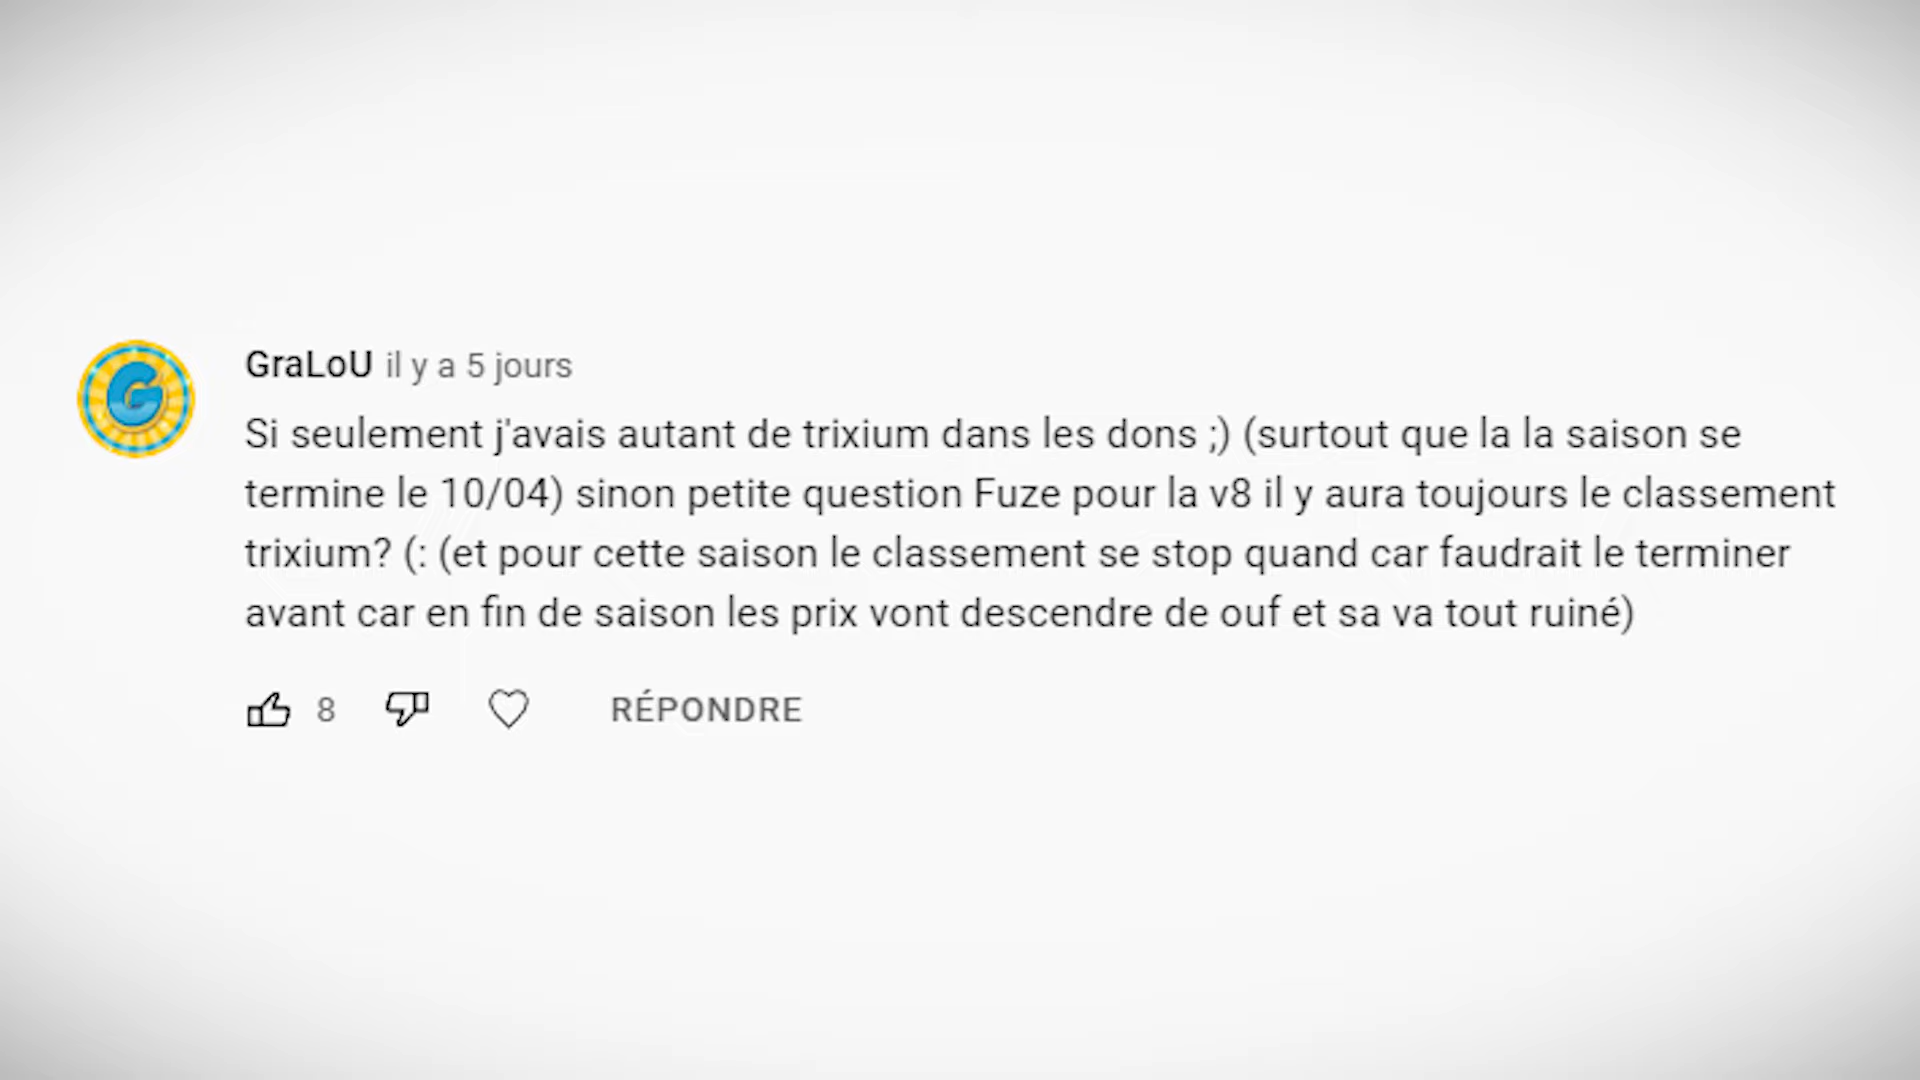 G
GraLoU il y a 5 jours
Si seulement j'avais autant de trixium dans les dons ;) (surtout que la la saison se
termine le 10/04) sinon petite question Fuze pour la v8 il y aura toujours le classement
trixium? (: (et pour cette saison le classement se stop quand car faudrait le terminer
avant car en fin de saison les prix vont descendre de ouf et sa va tout ruiné)
8 RÉPONDRE